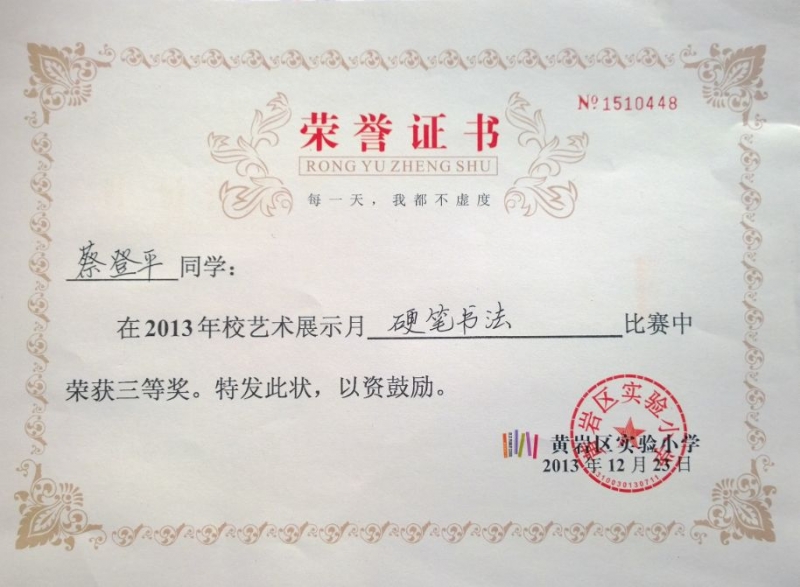 №1510448
荣誉证书
RONG YU ZHENG SHU
每一天，我都不虚度
蔡登平同学：
在2013年校艺术展示月硬笔书法比赛中
荣获三等奖。特发此状，以资鼓励。
黄岩区实验小学
2013年12月23日
黄岩区实验小学